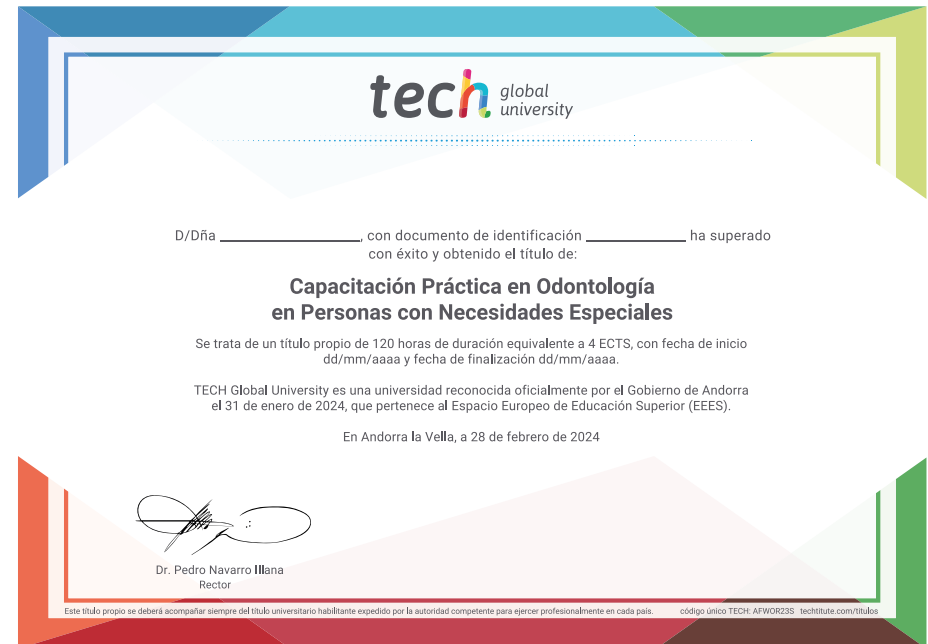 tech global university
D/Dña ____________________, con documento de identificación ______________ ha superado
con éxito y obtenido el título de:
Capacitación Práctica en Odontología
en Personas con Necesidades Especiales
Se trata de un título propio de 120 horas de duración equivalente a 4 ECTS, con fecha de inicio
dd/mm/aaaa y fecha de finalización dd/mm/aaaa.
TECH Global University es una universidad reconocida oficialmente por el Gobierno de Andorra
el 31 de enero de 2024, que pertenece al Espacio Europeo de Educación Superior (EEES).
En Andorra la Vella, a 28 de febrero de 2024
Dr. Pedro Navarro Illana
Rector
Este título propio se deberá acompañar siempre del título universitario habilitante expedido por la autoridad competente para ejercer profesionalmente en cada país. código único TECH: AFWOR23S techtitute.com/titulos